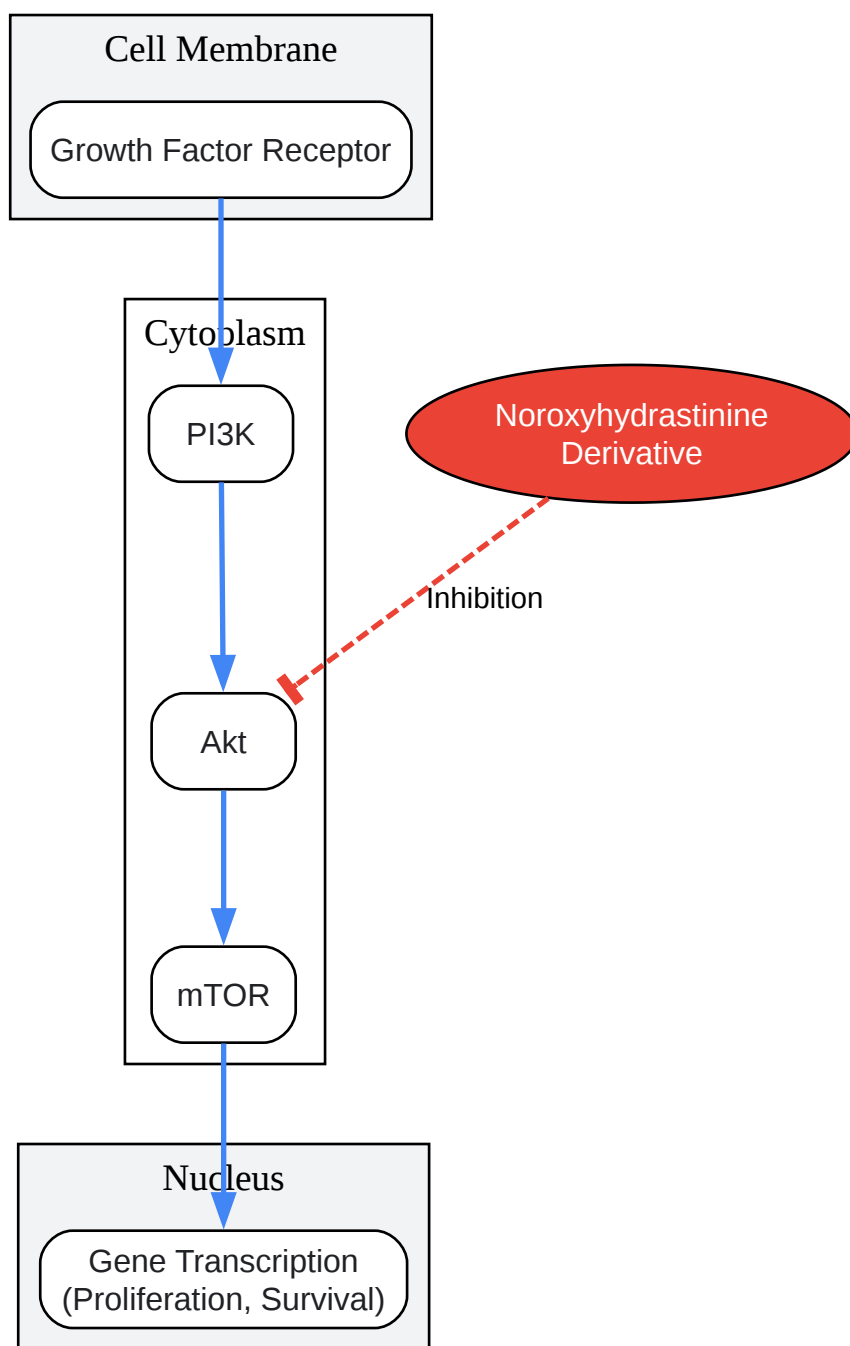 Cell Membrane
Growth Factor Receptor
Cytoplasm
PI3K
Noroxyhydrastinine
Derivative
Inhibition
Akt
mTOR
Nucleus
Gene Transcription
(Proliferation, Survival)